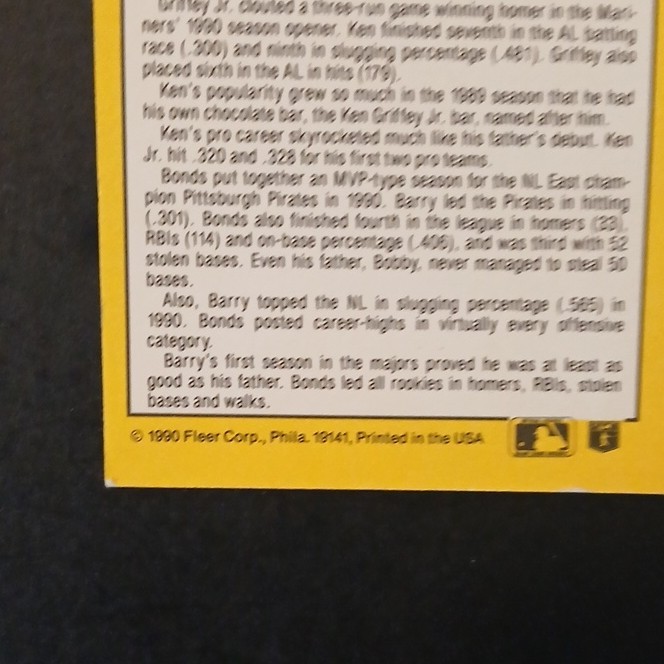 Griffey Jr. clouted a three-run game winning homer in the Mari-
ners' 1990 season opener. Ken finished seventh in the AL batting
race (.300) and ninth in slugging percentage (.481). Griffey also
placed sixth in the AL in hits (179).
Ken's popularity grew so much in the 1989 season that he had
his own chocolate bar, the Ken Griffey Jr. bar, named after him.
Ken's pro career skyrocketed much like his father's debut. Ken
Jr. hit .320 and .328 for his first two pro teams.
Bonds put together an MVP-type season for the NL East cham-
pion Pittsburgh Pirates in 1990. Barry led the Pirates in hitting
(.301). Bonds also finished fourth in the league in homers (33),
RBIs (114) and on-base percentage (.406), and was third with 52
stolen bases. Even his father, Bobby, never managed to steal 50
bases.
Also, Barry topped the NL in slugging percentage (.565) in
1990. Bonds posted career-highs in virtually every offensive
category.
Barry's first season in the majors proved he was at least as
good as his father. Bonds led all rookies in homers, RBIs, stolen
bases and walks.
© 1990 Fleer Corp., Phila. 19141, Printed in the USA